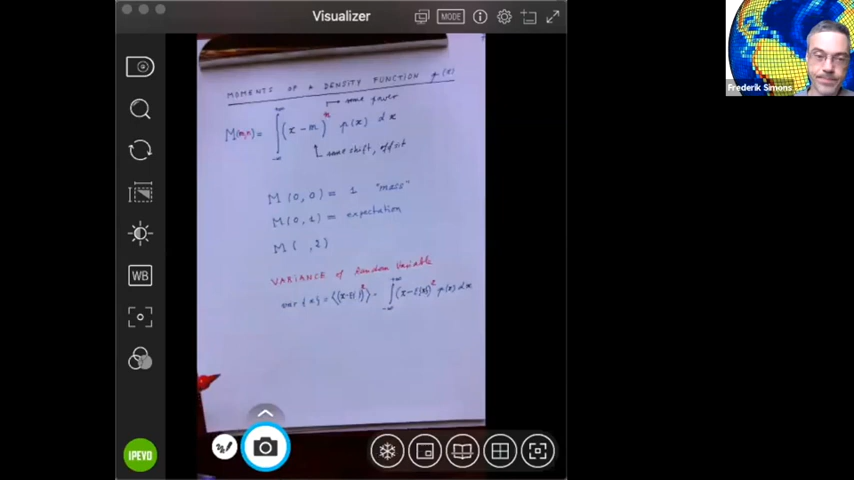 Visualizer
MODE
Frederik Simons
MOMENTS OF A DENSITY FUNCTION p(x)
↦ some power
M(m,n) = ∫_{-∞}^{+∞} (x - m)^n p(x) dx
some shift, offset
M(0,0) = 1 "mass"
M(0,1) = expectation
M( ,2)
VARIANCE of Random Variable
var{x} = ⟨(x-E{ })^2⟩ = ∫_{-∞}^{+∞} (x-E{x})^2 p(x) dx
WB
IPEVO